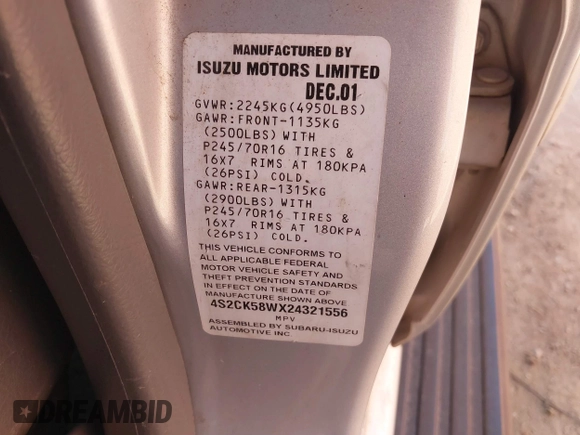 MANUFACTURED BY
ISUZU MOTORS LIMITED
DEC.01
GVWR:2245KG(4950LBS)
GAWR:FRONT-1135KG
(2500LBS) WITH
P245/70R16 TIRES &
16X7 RIMS AT 180KPA
(26PSI) COLD.
GAWR:REAR-1315KG
(2900LBS) WITH
P245/70R16 TIRES &
16X7 RIMS AT 180KPA
(26PSI) COLD.
THIS VEHICLE CONFORMS TO
ALL APPLICABLE FEDERAL
MOTOR VEHICLE SAFETY AND
THEFT PREVENTION STANDARDS
IN EFFECT ON THE DATE OF
MANUFACTURE SHOWN ABOVE
4S2CK58WX24321556
MPV
ASSEMBLED BY SUBARU-ISUZU
AUTOMOTIVE INC.
DREAMBID